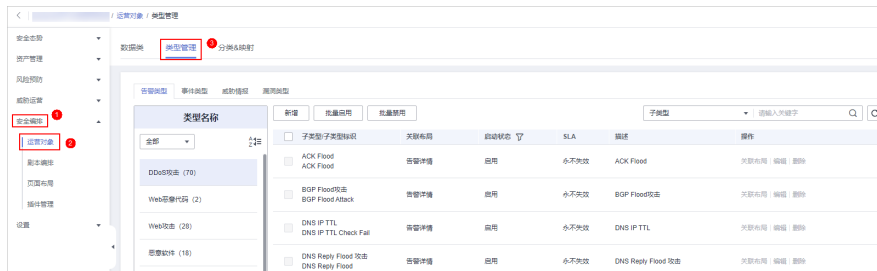 / 运营对象 / 类型管理
安全态势
资产管理
风险预防
威胁运营
安全编排
1
运营对象
2
剧本编排
页面布局
插件管理
设置
数据类
类型管理
3
分类&映射
告警类型 事件类型 威胁情报 漏洞类型
类型名称
全部
DDoS攻击 (70)
Web恶意代码 (2)
Web攻击 (28)
恶意软件 (18)
新增 批量启用 批量禁用
子类型 请输入关键字
子类型/子类型标识 关联布局 启动状态 SLA 描述 操作
ACK Flood
ACK Flood
告警详情 启用 永不失效 ACK Flood 关联布局 编辑 删除
BGP Flood攻击
BGP Flood Attack
告警详情 启用 永不失效 BGP Flood攻击 关联布局 编辑 删除
DNS IP TTL
DNS IP TTL Check Fail
告警详情 启用 永不失效 DNS IP TTL 关联布局 编辑 删除
DNS Reply Flood 攻击
DNS Reply Flood
告警详情 启用 永不失效 DNS Reply Flood 攻击 关联布局 编辑 删除